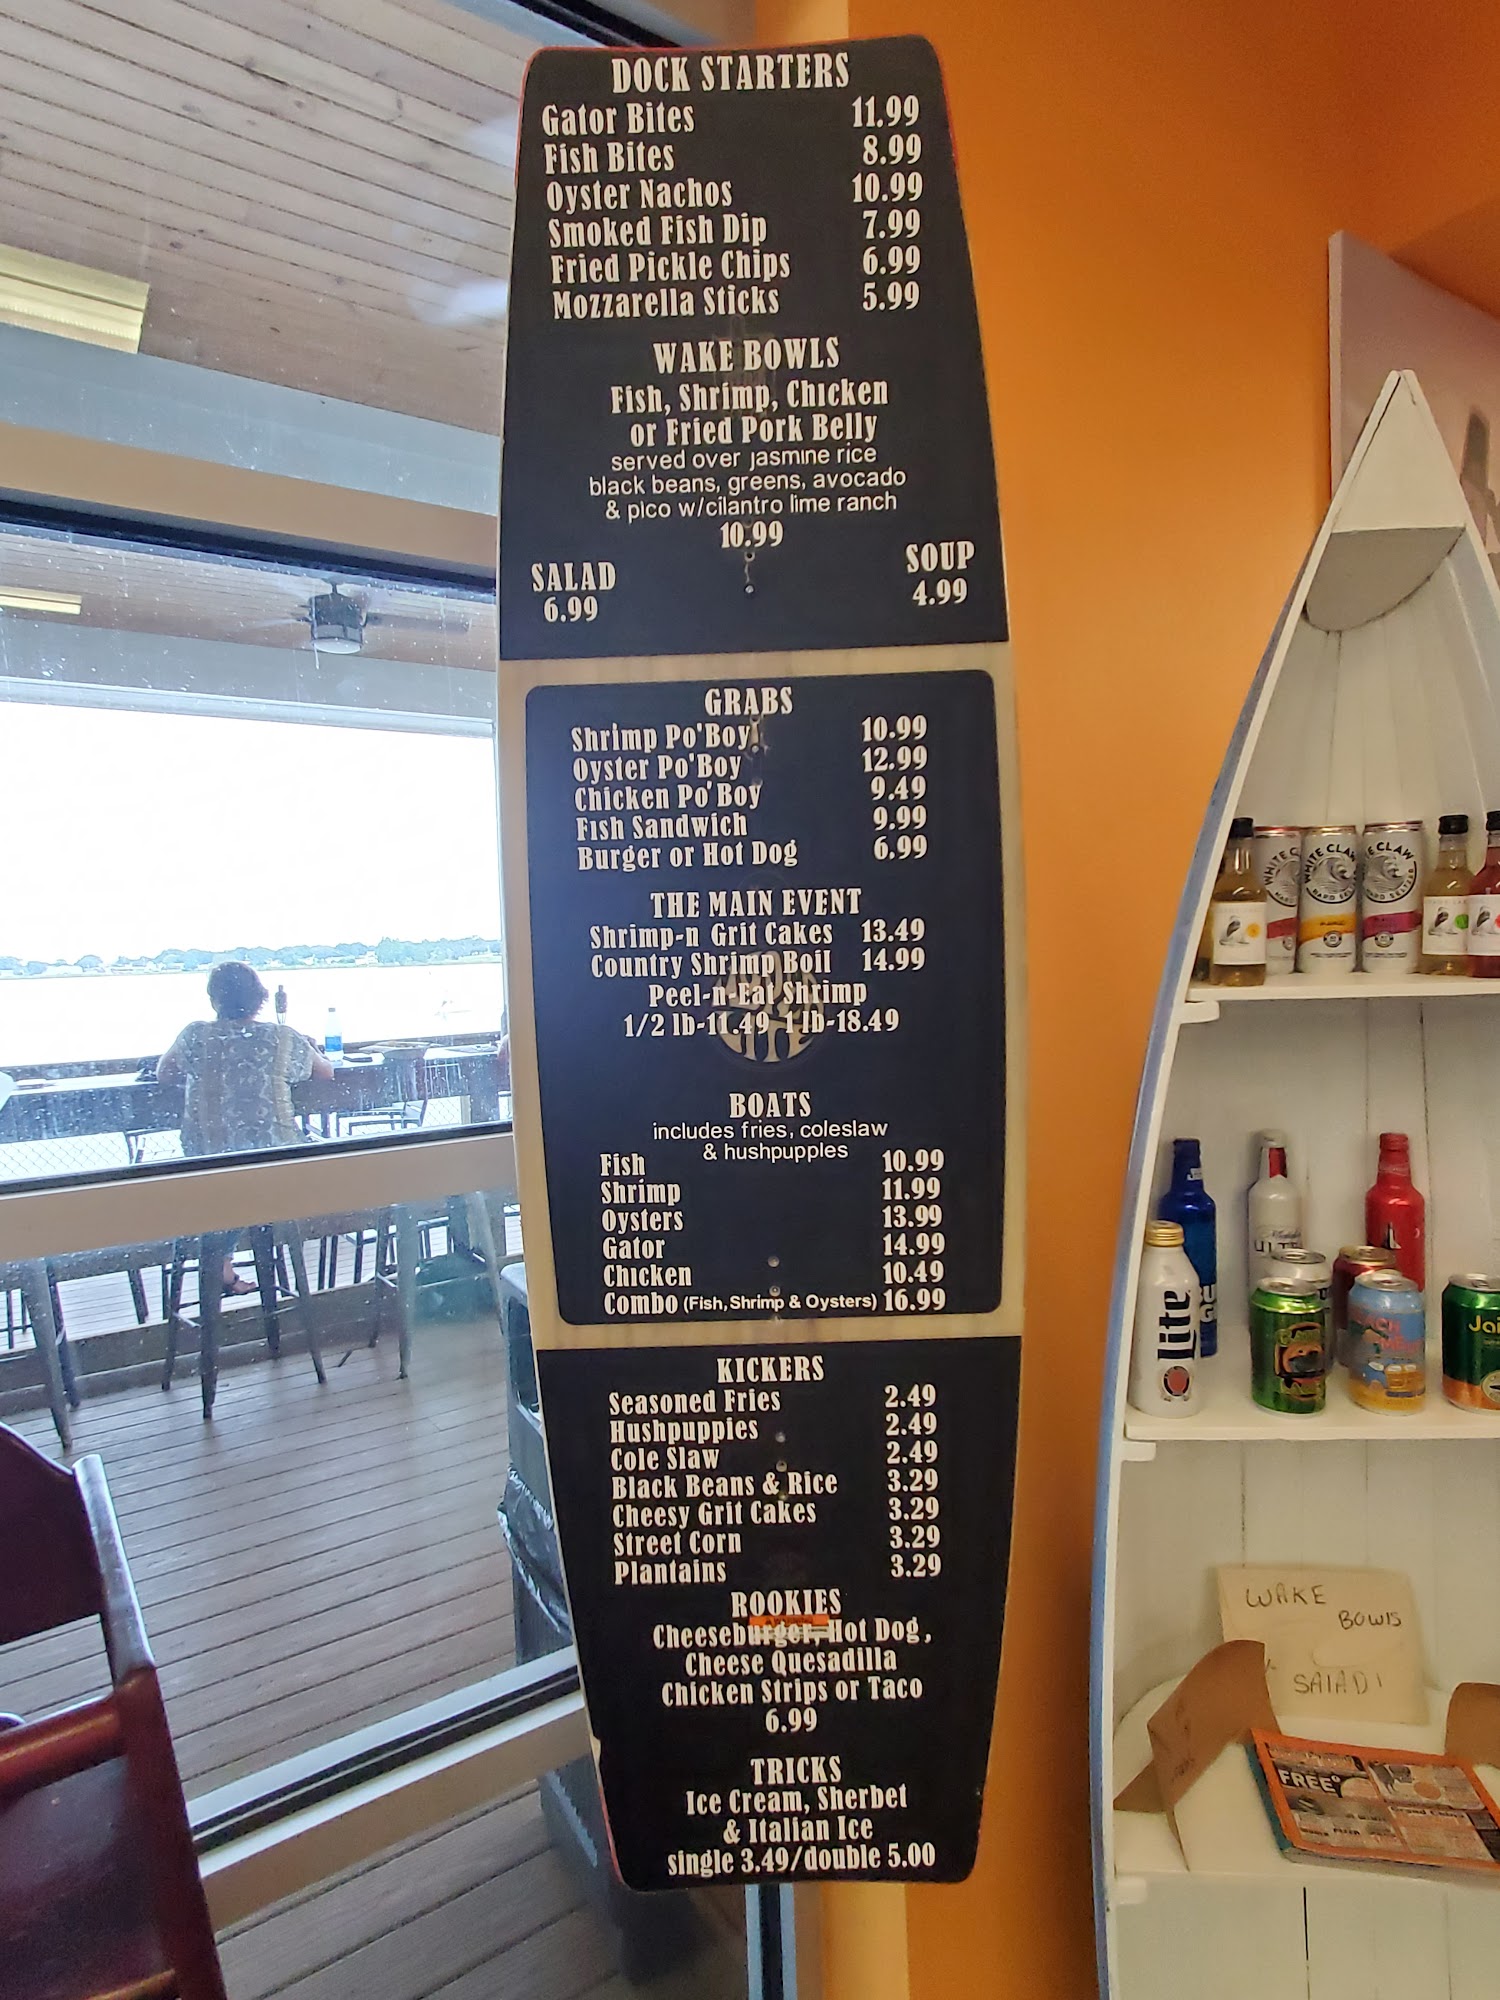 DOCK STARTERS
Gator Bites 11.99
Fish Bites 8.99
Oyster Nachos 10.99
Smoked Fish Dip 7.99
Fried Pickle Chips 6.99
Mozzarella Sticks 5.99
WAKE BOWLS
Fish, Shrimp, Chicken
or Fried Pork Belly
served over jasmine rice
black beans, greens, avocado
& pico w/cilantro lime ranch
10.99
SALAD
6.99
SOUP
4.99
GRABS
Shrimp Po'Boy 10.99
Oyster Po'Boy 12.99
Chicken Po'Boy 9.49
Fish Sandwich 9.99
Burger or Hot Dog 6.99
THE MAIN EVENT
Shrimp-n Grit Cakes 13.49
Country Shrimp Boil 14.99
Peel-n-Eat Shrimp
1/2 lb-11.49 1 lb-18.49
BOATS
includes fries, coleslaw
& hushpupples
Fish 10.99
Shrimp 11.99
Oysters 13.99
Gator 14.99
Chicken 10.49
Combo (Fish, Shrimp & Oysters) 16.99
KICKERS
Seasoned Fries 2.49
Hushpuppies 2.49
Cole Slaw 2.49
Black Beans & Rice 3.29
Cheesy Grit Cakes 3.29
Street Corn 3.29
Plantains 3.29
ROOKIES
Cheeseburger, Hot Dog,
Cheese Quesadilla
Chicken Strips or Taco
6.99
TRICKS
Ice Cream, Sherbet
& Italian Ice
single 3.49/double 5.00
WHITE CLAW
HARD SELTZER
WHITE CLAW
HARD SELTZER
ULTRA
Lite
Jai
WAKE
BOWlS
SAlAD
FREE